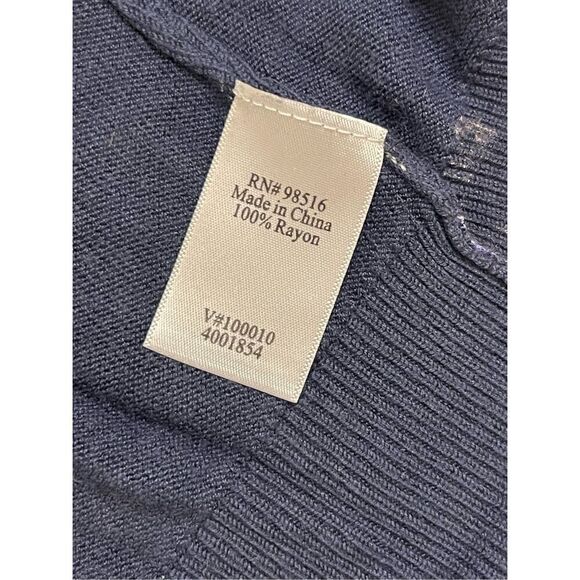 RN# 98516
Made in China
100% Rayon
V#100010
4001854